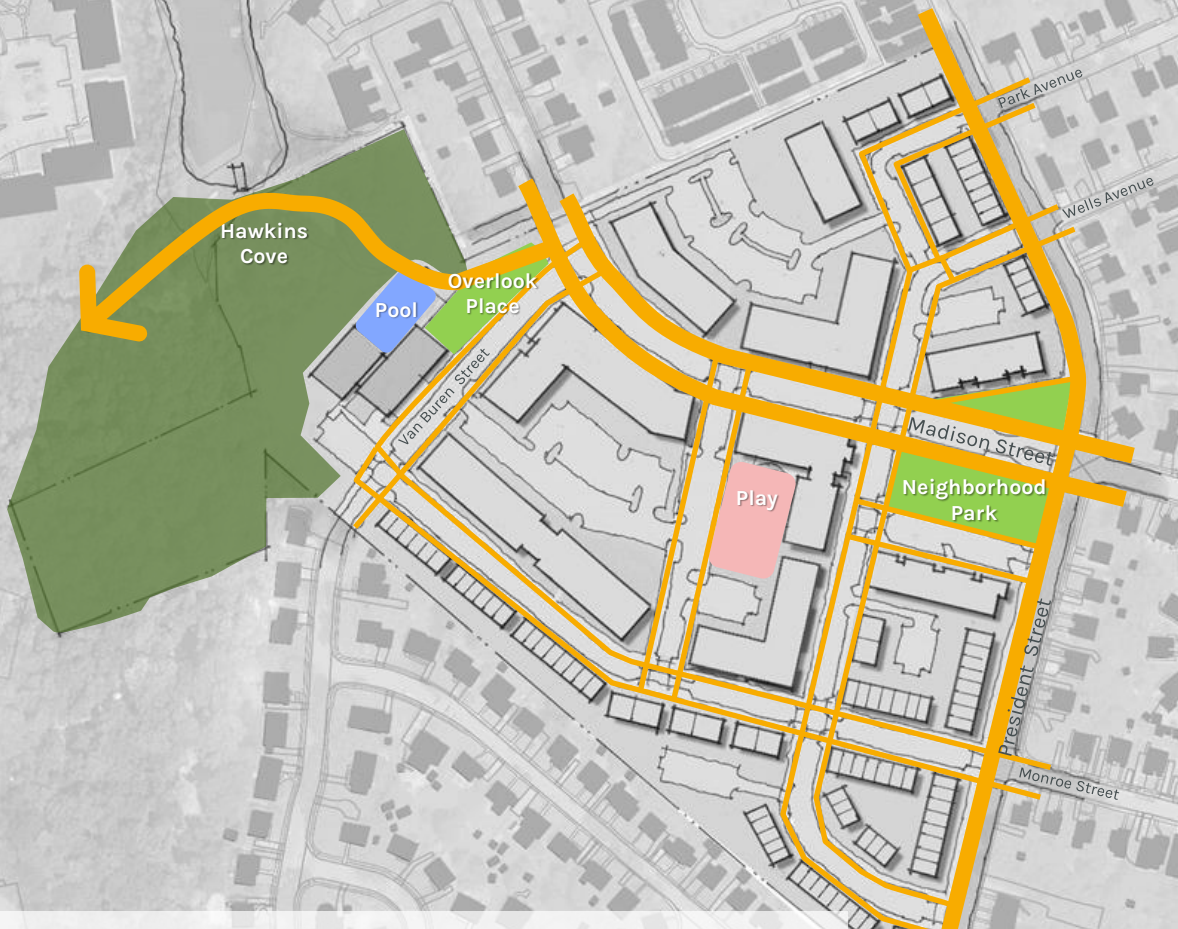 Park Avenue
Wells Avenue
Hawkins
Cove
Overlook
Place
Pool
Van Buren Street
Madison Street
Neighborhood
Park
Play
President Street
Monroe Street